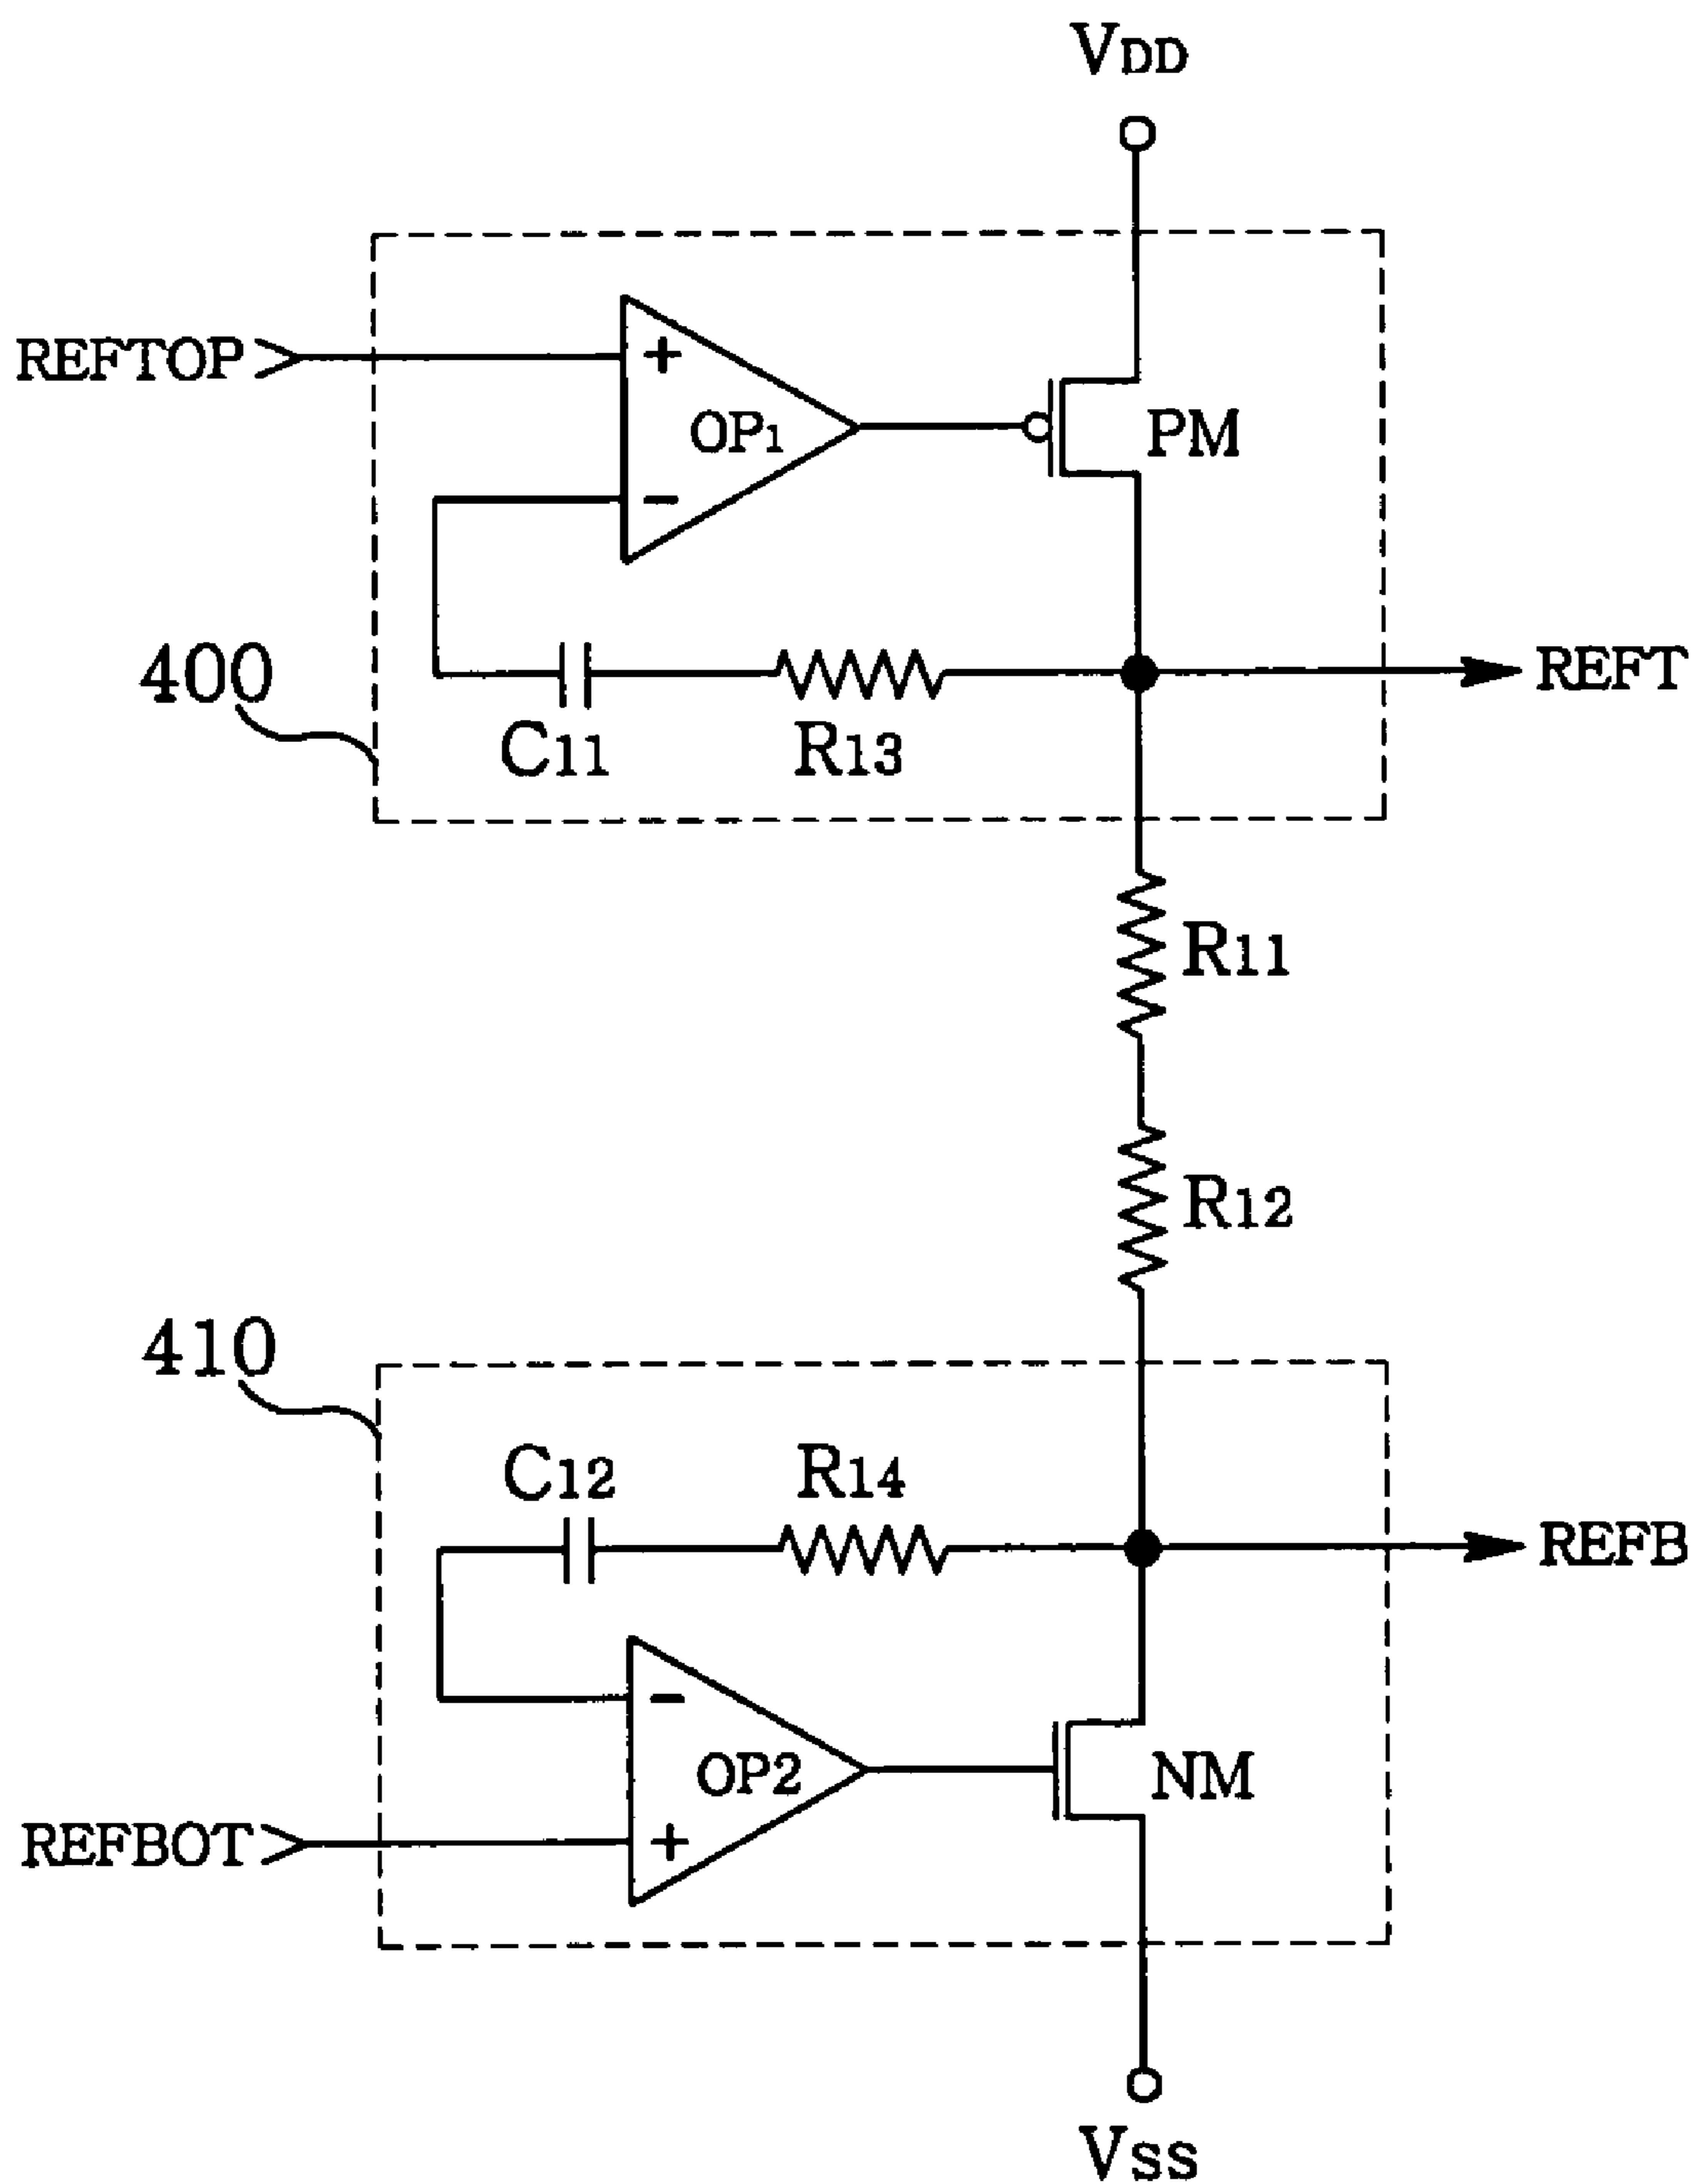 VDD
REFTOP
+
OP1
-
PM
400
C11
R13
REFT
R11
R12
410
C12
R14
REFB
-
OP2
+
NM
REFBOT
VSS